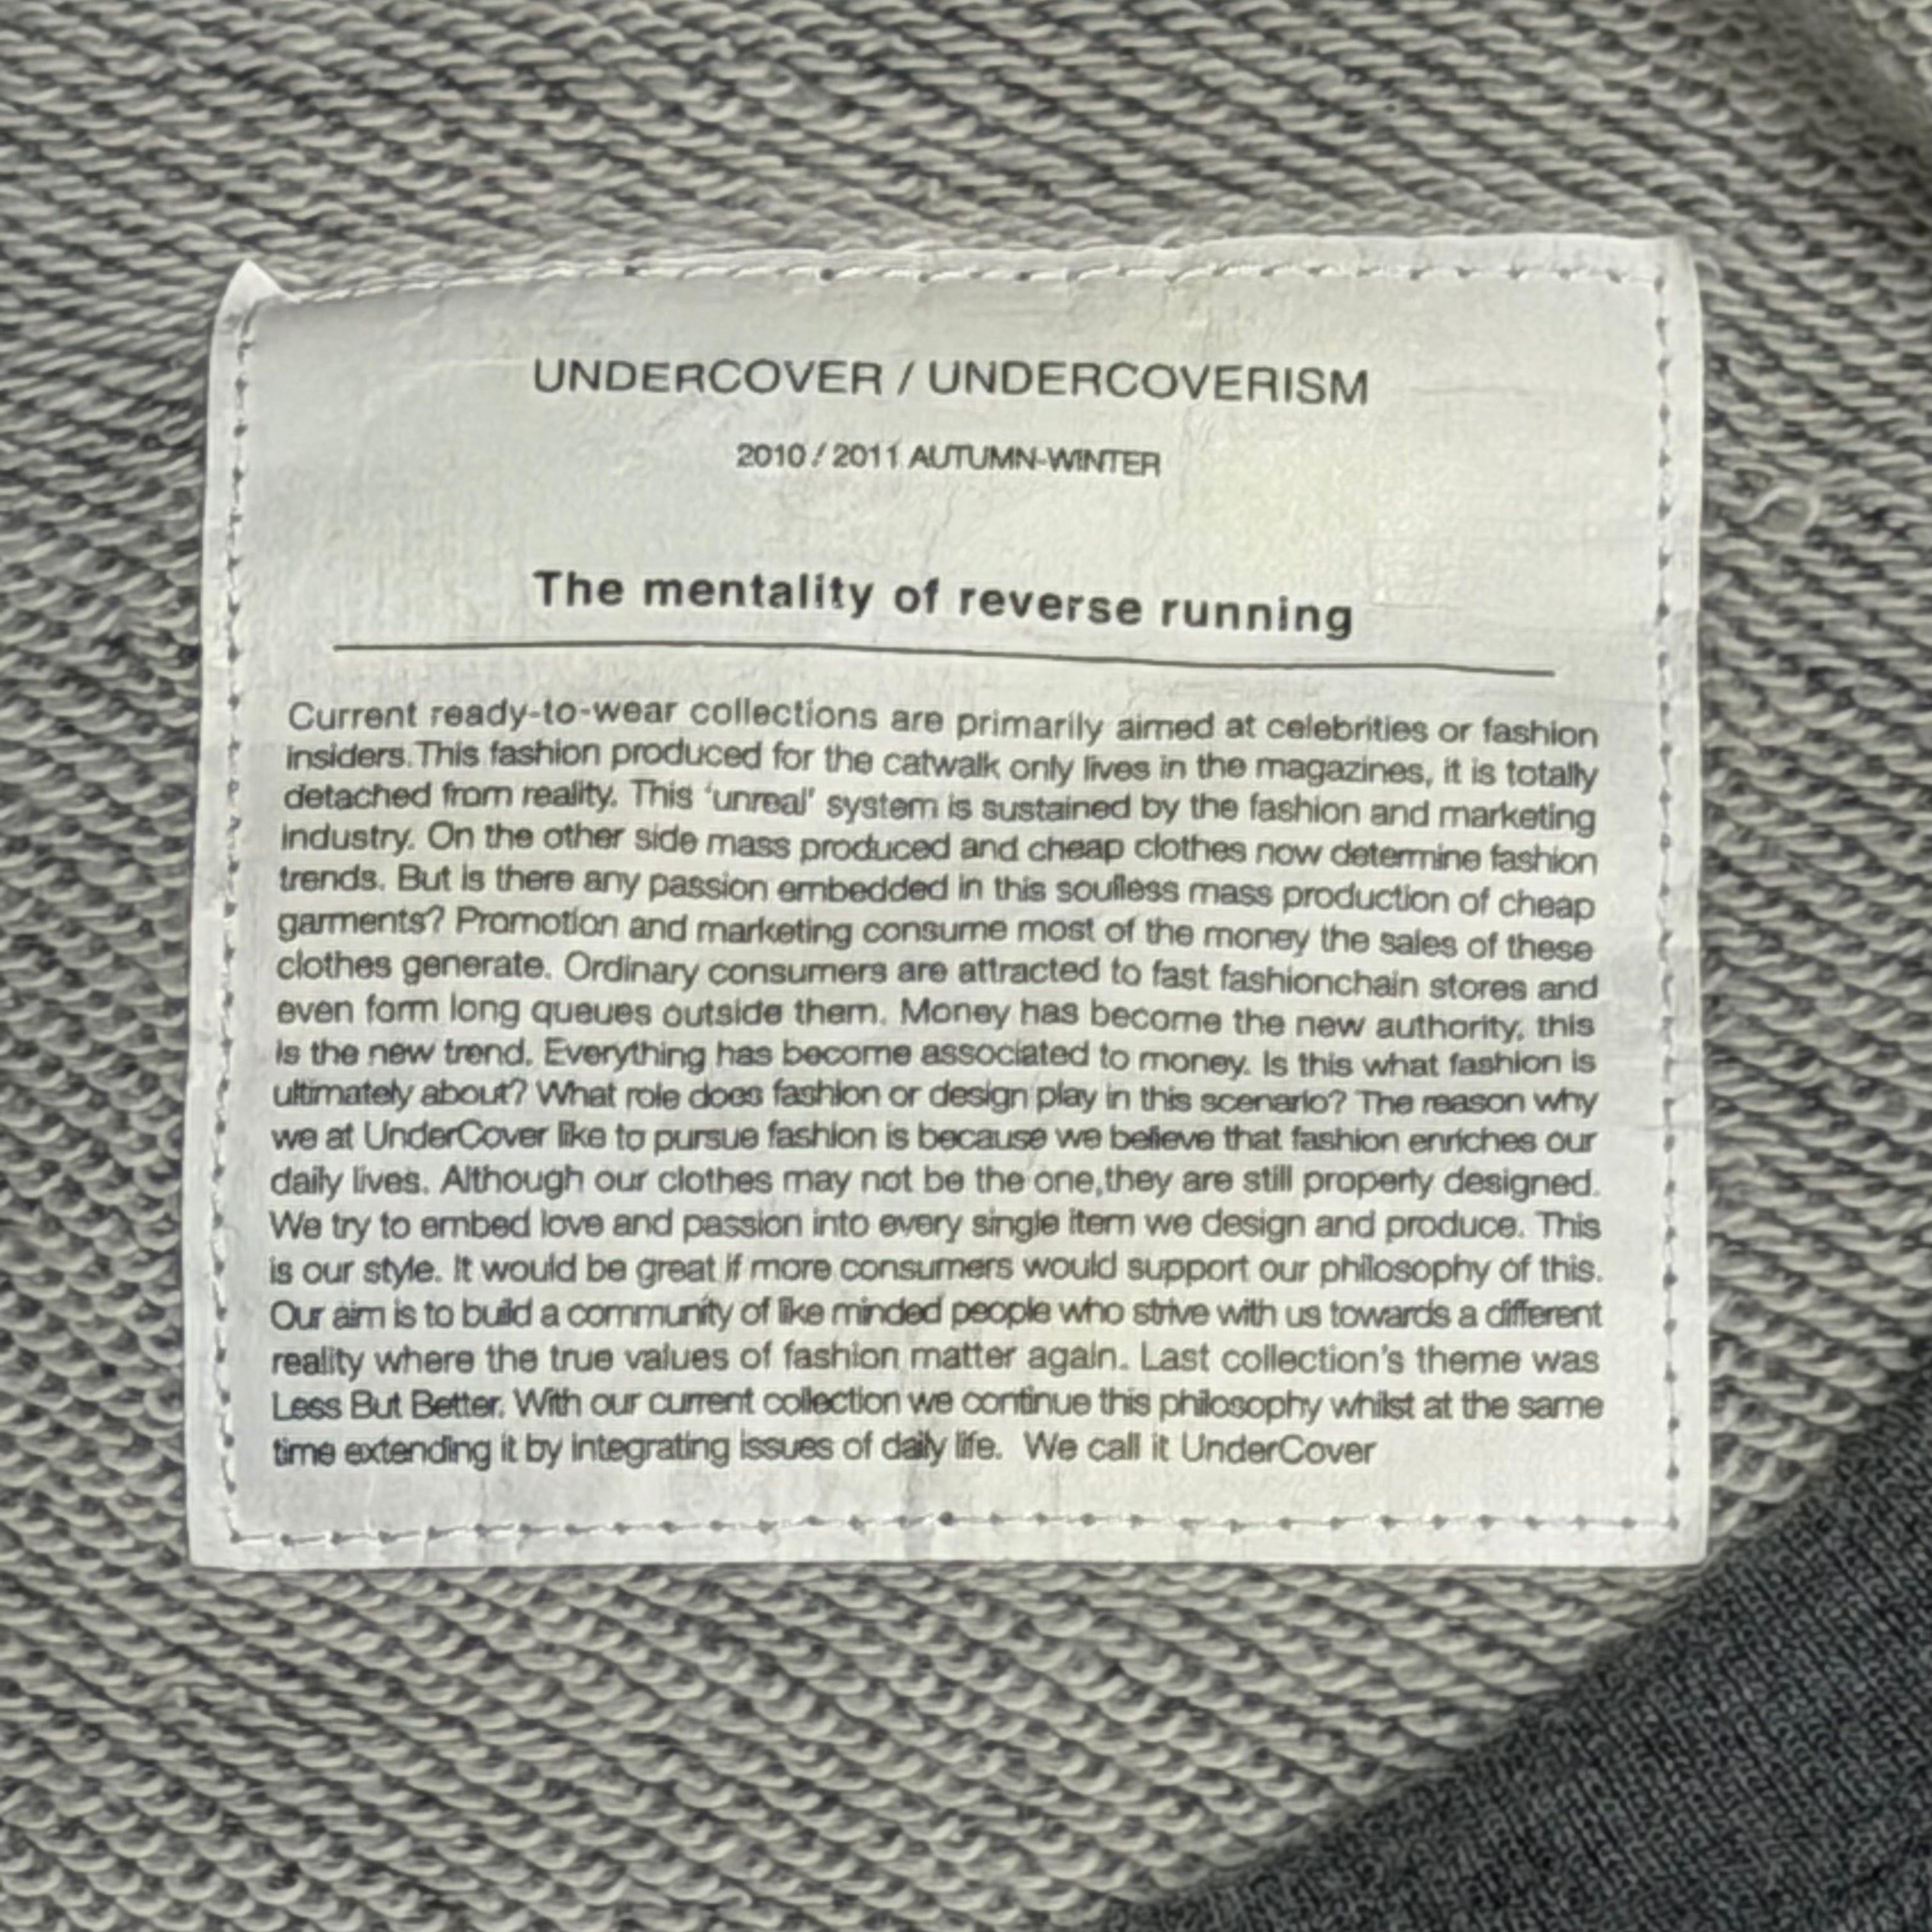 UNDERCOVER / UNDERCOVERISM
2010 / 2011 AUTUMN-WINTER
The mentality of reverse running
Current ready-to-wear collections are primarily aimed at celebrities or fashion
insiders.This fashion produced for the catwalk only lives in the magazines, it is totally
detached from reality. This 'unreal' system is sustained by the fashion and marketing
industry. On the other side mass produced and cheap clothes now determine fashion
trends. But is there any passion embedded in this soulless mass production of cheap
garments? Promotion and marketing consume most of the money the sales of these
clothes generate. Ordinary consumers are attracted to fast fashionchain stores and
even form long queues outside them. Money has become the new authority, this
is the new trend. Everything has become associated to money. Is this what fashion is
ultimately about? What role does fashion or design play in this scenario? The reason why
we at UnderCover like to pursue fashion is because we believe that fashion enriches our
daily lives. Although our clothes may not be the one,they are still properly designed.
We try to embed love and passion into every single item we design and produce. This
is our style. It would be great if more consumers would support our philosophy of this.
Our aim is to build a community of like minded people who strive with us towards a different
reality where the true values of fashion matter again. Last collection's theme was
Less But Better. With our current collection we continue this philosophy whilst at the same
time extending it by integrating issues of daily life.  We call it UnderCover